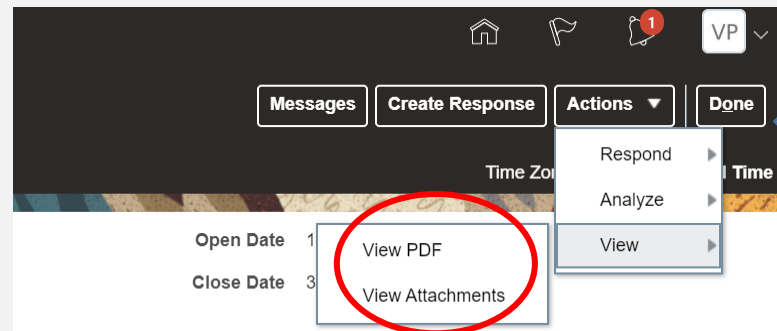 1
VP
Messages Create Response Actions Done
Respond
Time Zo Time
Analyze
Open Date 1 View PDF View
Close Date 3 View Attachments